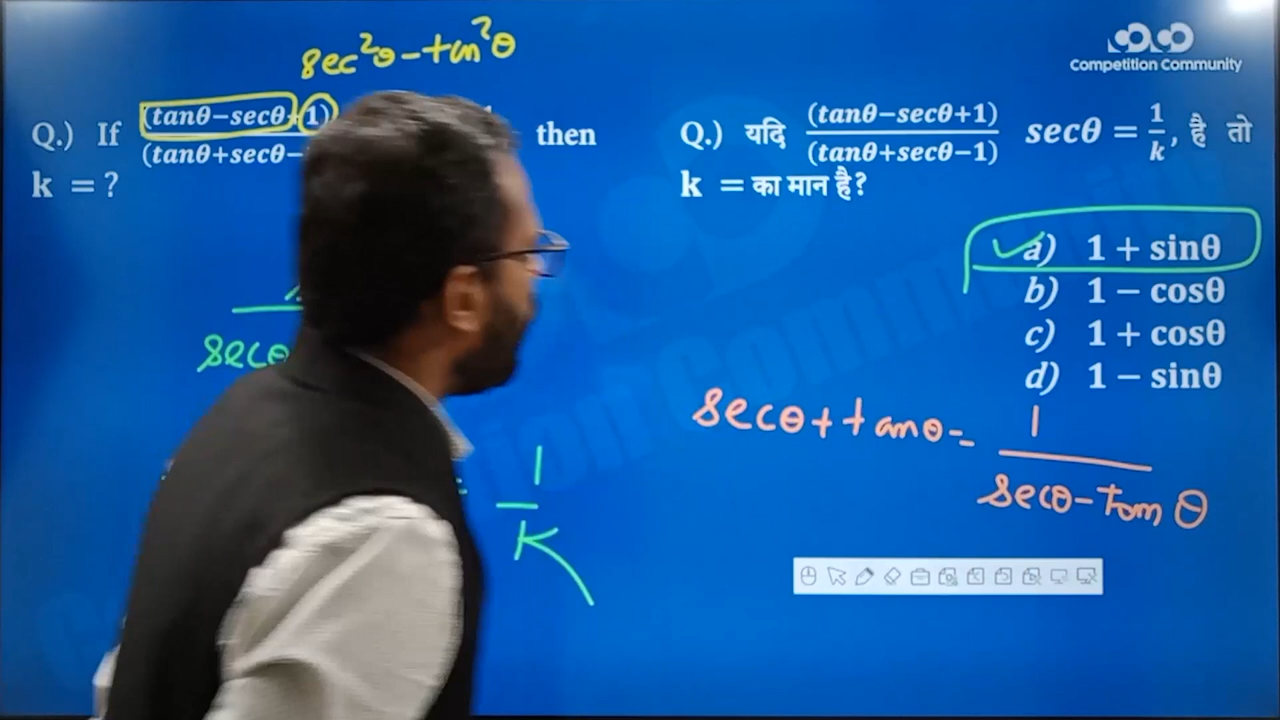 sec²θ-tan²θ
Competition Community
Q.) If (tanθ-secθ+1)
(tanθ+secθ- then
k = ?
Q.) यदि (tanθ-secθ+1)/(tanθ+secθ-1) secθ = 1/k, है तो
k = का मान है?
a) 1 + sinθ
b) 1 - cosθ
c) 1 + cosθ
d) 1 - sinθ
secθ
secθ+tanθ= 1/(secθ-tanθ)
1/K